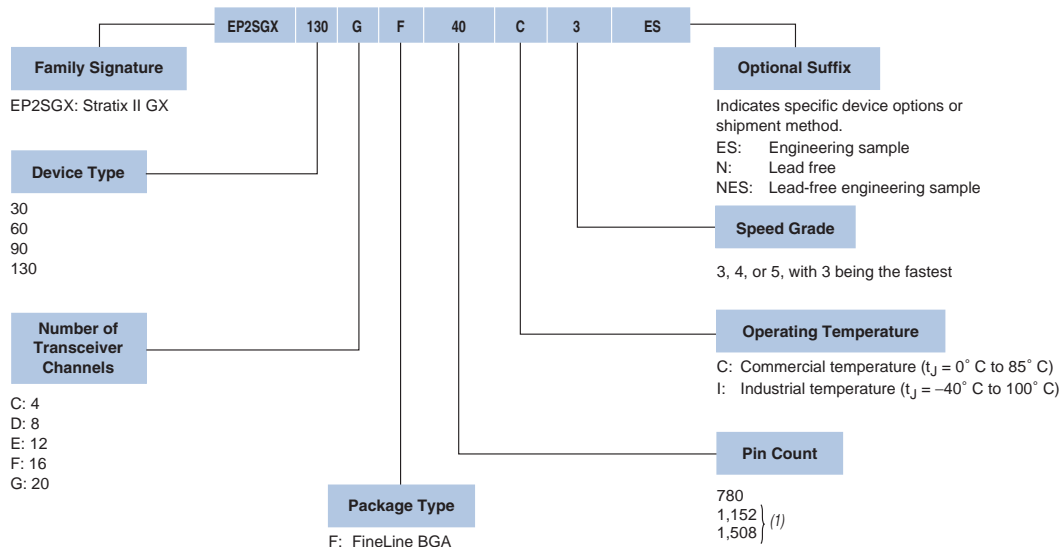 EP2SGX 130 G F 40 C 3 ES
Family Signature
EP2SGX: Stratix II GX
Device Type
30
60
90
130
Number of
Transceiver
Channels
C: 4
D: 8
E: 12
F: 16
G: 20
Package Type
F: FineLine BGA
Optional Suffix
Indicates specific device options or
shipment method.
ES: Engineering sample
N: Lead free
NES: Lead-free engineering sample
Speed Grade
3, 4, or 5, with 3 being the fastest
Operating Temperature
C: Commercial temperature (tJ = 0° C to 85° C)
I: Industrial temperature (tJ = –40° C to 100° C)
Pin Count
780
1,152
1,508
(1)